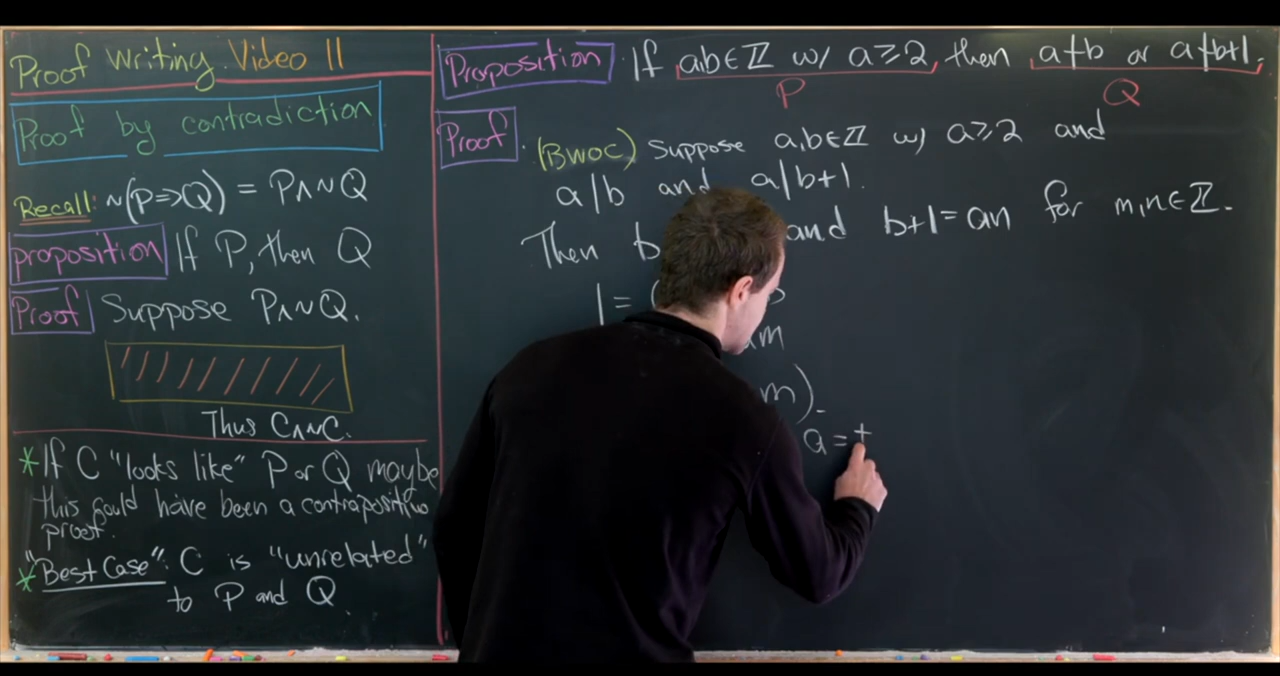 Proof Writing Video 11
Proof by contradiction
Recall: ~(P⇒Q) = P∧~Q
proposition If P, then Q
Proof Suppose P∧~Q.
Thus C∧~C.
* If C "looks like" P or Q maybe
this could have been a contrapositive
proof.
* "Best Case": C is "unrelated"
to P and Q.
Proposition. If a,b∈ℤ w/ a≥2, then a∤b or a∤b+1.
P Q
Proof. (BWOC) Suppose a,b∈ℤ w/ a≥2 and
a|b and a|b+1.
Then b and b+1=an for m,n∈ℤ.
1 = (
am
m).
a=